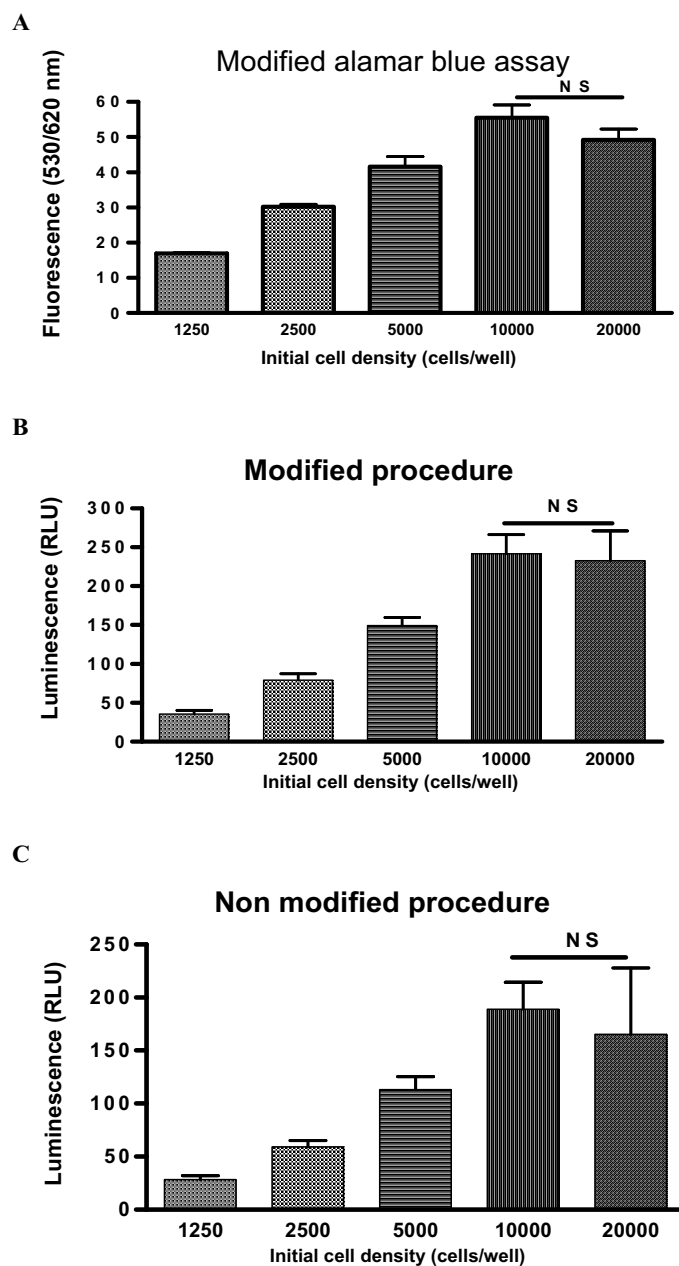 A
Modified alamar blue assay
N S
Fluorescence (530/620 nm)
60
50
40
30
20
10
0
1250 2500 5000 10000 20000
Initial cell density (cells/well)
B
Modified procedure
N S
Luminescence (RLU)
300
250
200
150
100
50
0
1250 2500 5000 10000 20000
Initial cell density (cells/well)
C
Non modified procedure
N S
Luminescence (RLU)
250
200
150
100
50
0
1250 2500 5000 10000 20000
Initial cell density (cells/well)